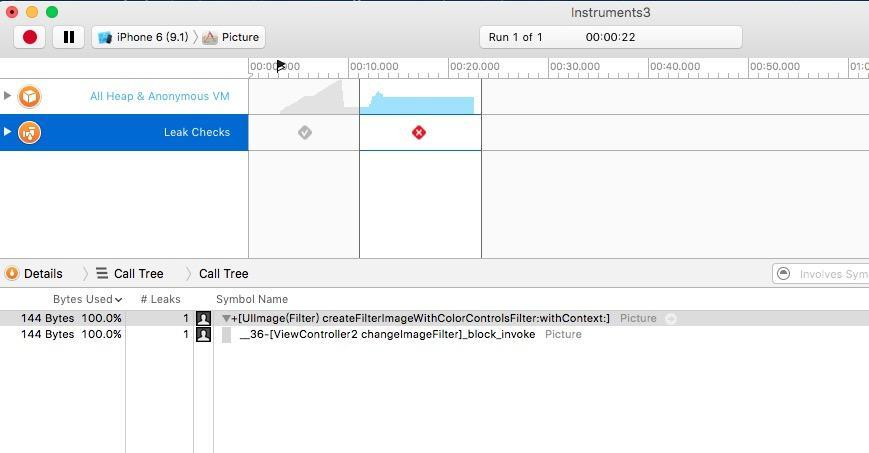 Instruments3
iPhone 6 (9.1) Picture Run 1 of 1 00:00:22
00:00.000 00:10.000 00:20.000 00:30.000 00:40.000 00:50.000 01:0
All Heap & Anonymous VM
Leak Checks
Details Call Tree Call Tree Involves Sym
Bytes Used # Leaks Symbol Name
144 Bytes 100.0% 1 +[UIImage(Filter) createFilterImageWithColorControlsFilter:withContext:] Picture
144 Bytes 100.0% 1 __36-[ViewController2 changeImageFilter]_block_invoke Picture